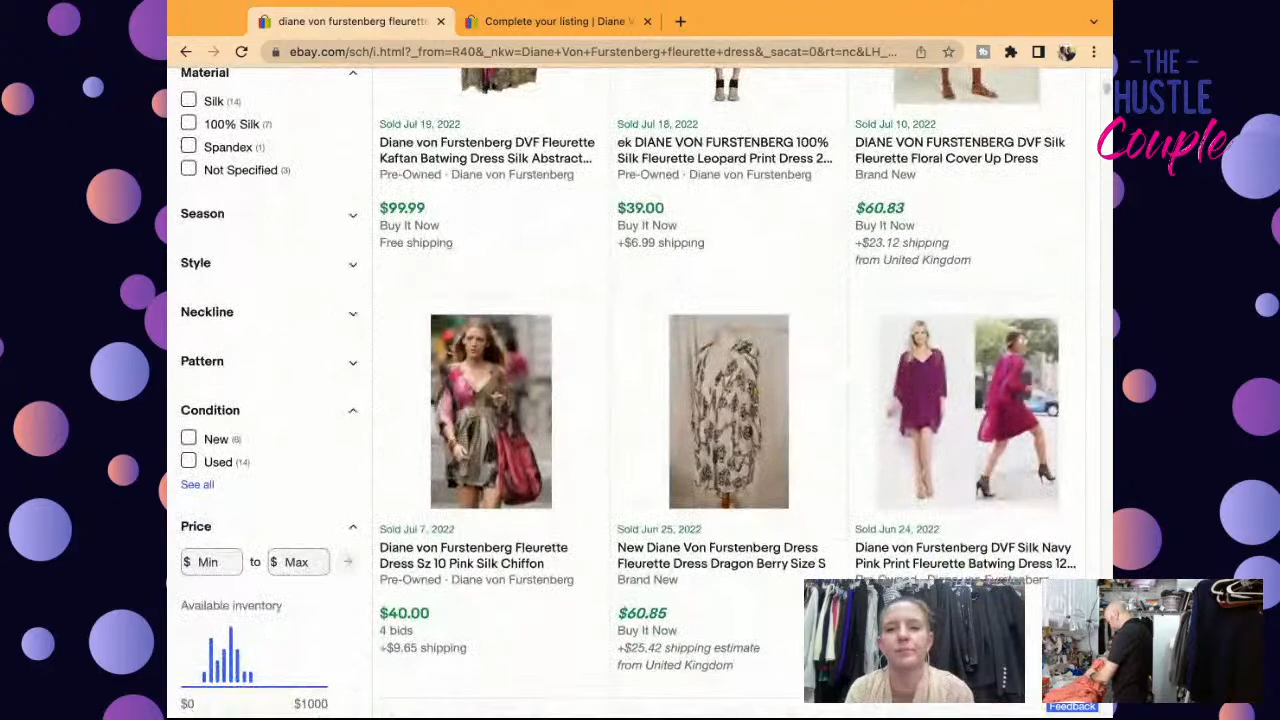 diane von furstenberg fleurette
Complete your listing | Diane V
ebay.com/sch/i.html?_from=R40&_nkw=Diane+Von+Furstenberg+fleurette+dress&_sacat=0&rt=nc&LH_...
-THE-
HUSTLE
Couple
Material
Silk (14)
100% Silk (7)
Spandex (1)
Not Specified (3)
Season
Style
Neckline
Pattern
Condition
New (6)
Used (14)
See all
Price
$ Min to $ Max
Available inventory
$0 $1000
Sold Jul 19, 2022
Diane von Furstenberg DVF Fleurette
Kaftan Batwing Dress Silk Abstract...
Pre-Owned · Diane von Furstenberg
$99.99
Buy It Now
Free shipping
Sold Jul 18, 2022
ek DIANE VON FURSTENBERG 100%
Silk Fleurette Leopard Print Dress 2...
Pre-Owned · Diane von Furstenberg
$39.00
Buy It Now
+$6.99 shipping
Sold Jul 10, 2022
DIANE VON FURSTENBERG DVF Silk
Fleurette Floral Cover Up Dress
Brand New
$60.83
Buy It Now
+$23.12 shipping
from United Kingdom
Sold Jul 7, 2022
Diane von Furstenberg Fleurette
Dress Sz 10 Pink Silk Chiffon
Pre-Owned · Diane von Furstenberg
$40.00
4 bids
+$9.65 shipping
Sold Jun 25, 2022
New Diane Von Furstenberg Dress
Fleurette Dress Dragon Berry Size S
Brand New
$60.85
Buy It Now
+$25.42 shipping estimate
from United Kingdom
Sold Jun 24, 2022
Diane von Furstenberg DVF Silk Navy
Pink Print Fleurette Batwing Dress 12...
Pre-Owned · Diane von Furstenberg
Feedback